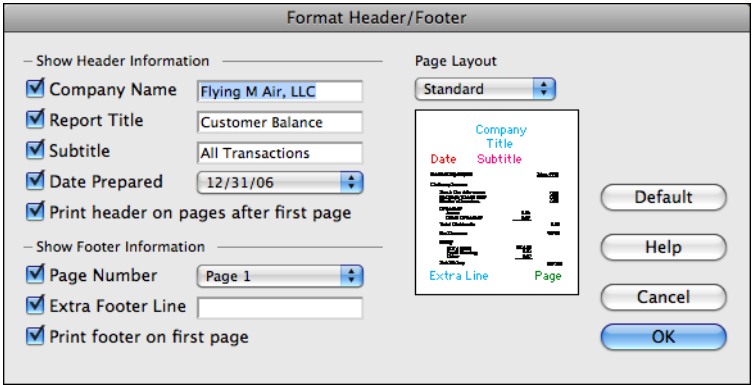 Format Header/Footer
Show Header Information
Company Name Flying M Air, LLC
Report Title Customer Balance
Subtitle All Transactions
Date Prepared 12/31/06
Print header on pages after first page
Show Footer Information
Page Number Page 1
Extra Footer Line
Print footer on first page
Page Layout
Standard
Company
Title
Date Subtitle
Extra Line Page
Default
Help
Cancel
OK